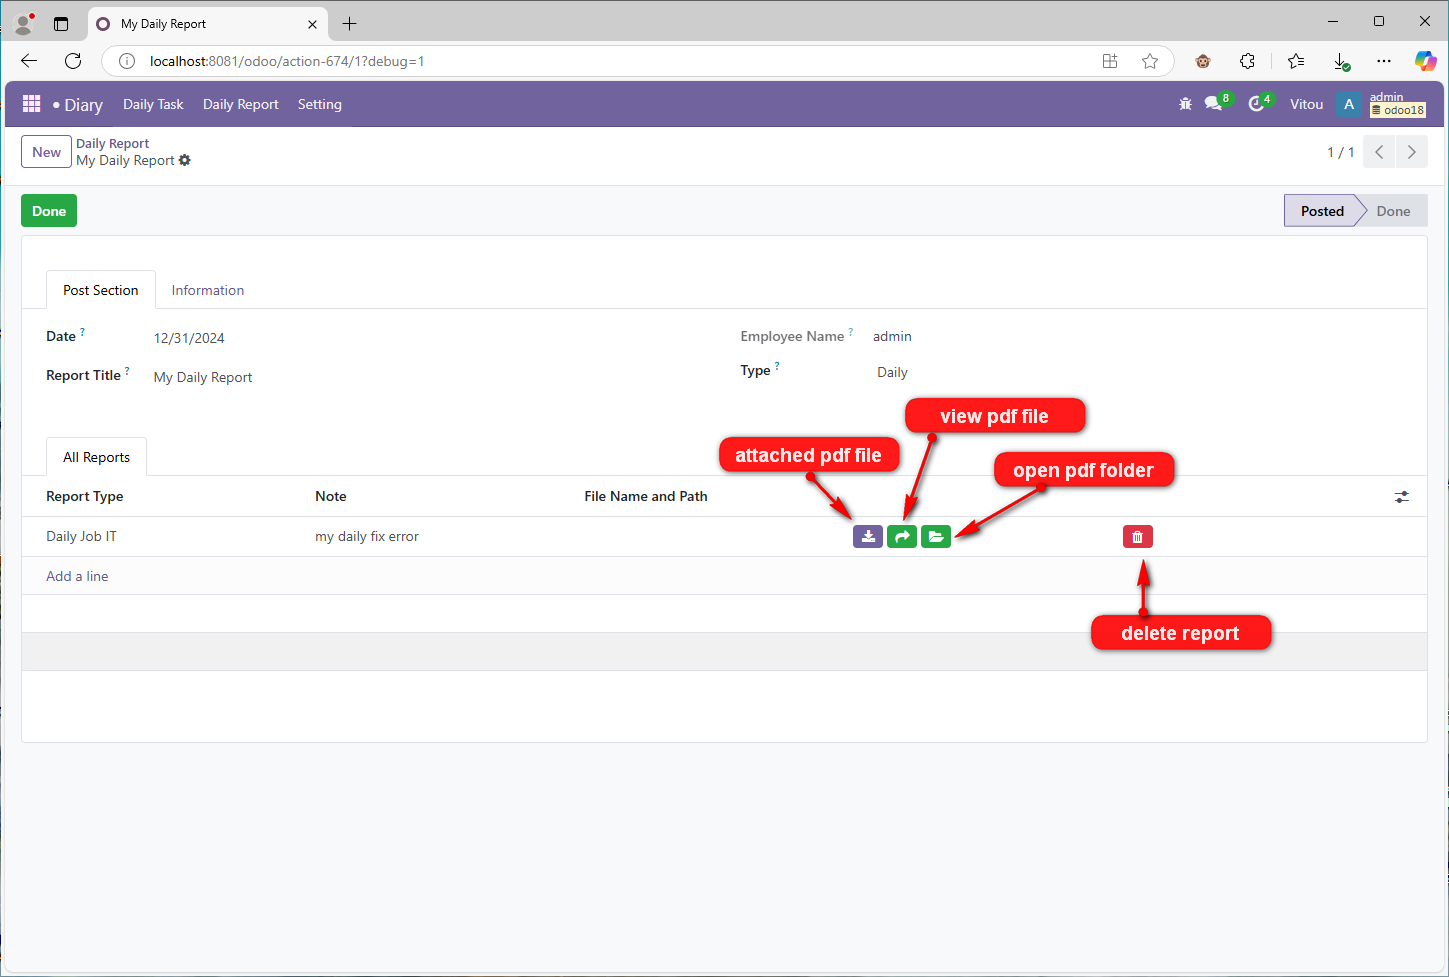 My Daily Report
localhost:8081/odoo/action-674/1?debug=1
Diary Daily Task Daily Report Setting 8 4 Vitou A admin
odoo18
New Daily Report
My Daily Report
1 / 1
Done Posted Done
Post Section Information
Date ? 12/31/2024 Employee Name ? admin
Report Title ? My Daily Report Type ? Daily
view pdf file
attached pdf file
open pdf folder
All Reports
Report Type Note File Name and Path
Daily Job IT my daily fix error
Add a line
delete report